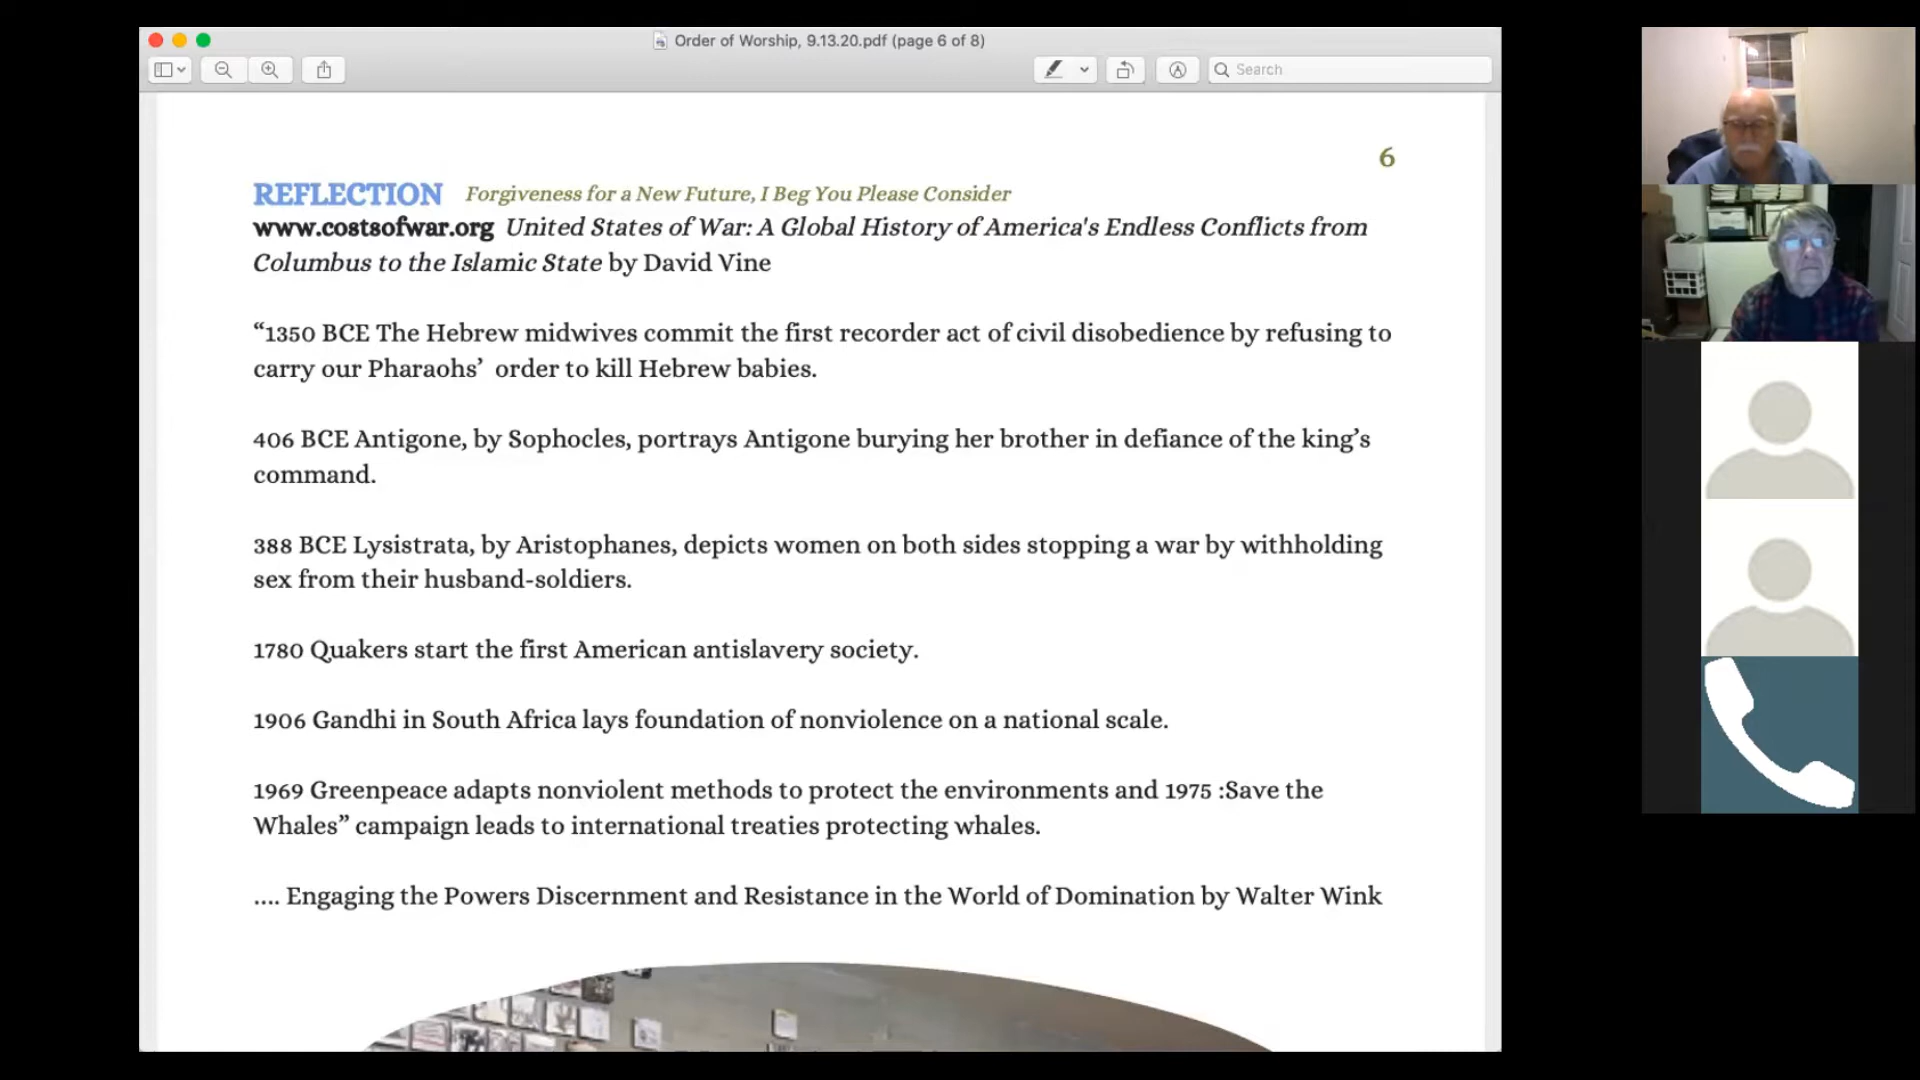 Order of Worship, 9.13.20.pdf (page 6 of 8)
Search
6
REFLECTION Forgiveness for a New Future, I Beg You Please Consider
www.costsofwar.org United States of War: A Global History of America's Endless Conflicts from
Columbus to the Islamic State by David Vine
“1350 BCE The Hebrew midwives commit the first recorder act of civil disobedience by refusing to
carry our Pharaohs’ order to kill Hebrew babies.
406 BCE Antigone, by Sophocles, portrays Antigone burying her brother in defiance of the king’s
command.
388 BCE Lysistrata, by Aristophanes, depicts women on both sides stopping a war by withholding
sex from their husband-soldiers.
1780 Quakers start the first American antislavery society.
1906 Gandhi in South Africa lays foundation of nonviolence on a national scale.
1969 Greenpeace adapts nonviolent methods to protect the environments and 1975 :Save the
Whales” campaign leads to international treaties protecting whales.
.... Engaging the Powers Discernment and Resistance in the World of Domination by Walter Wink